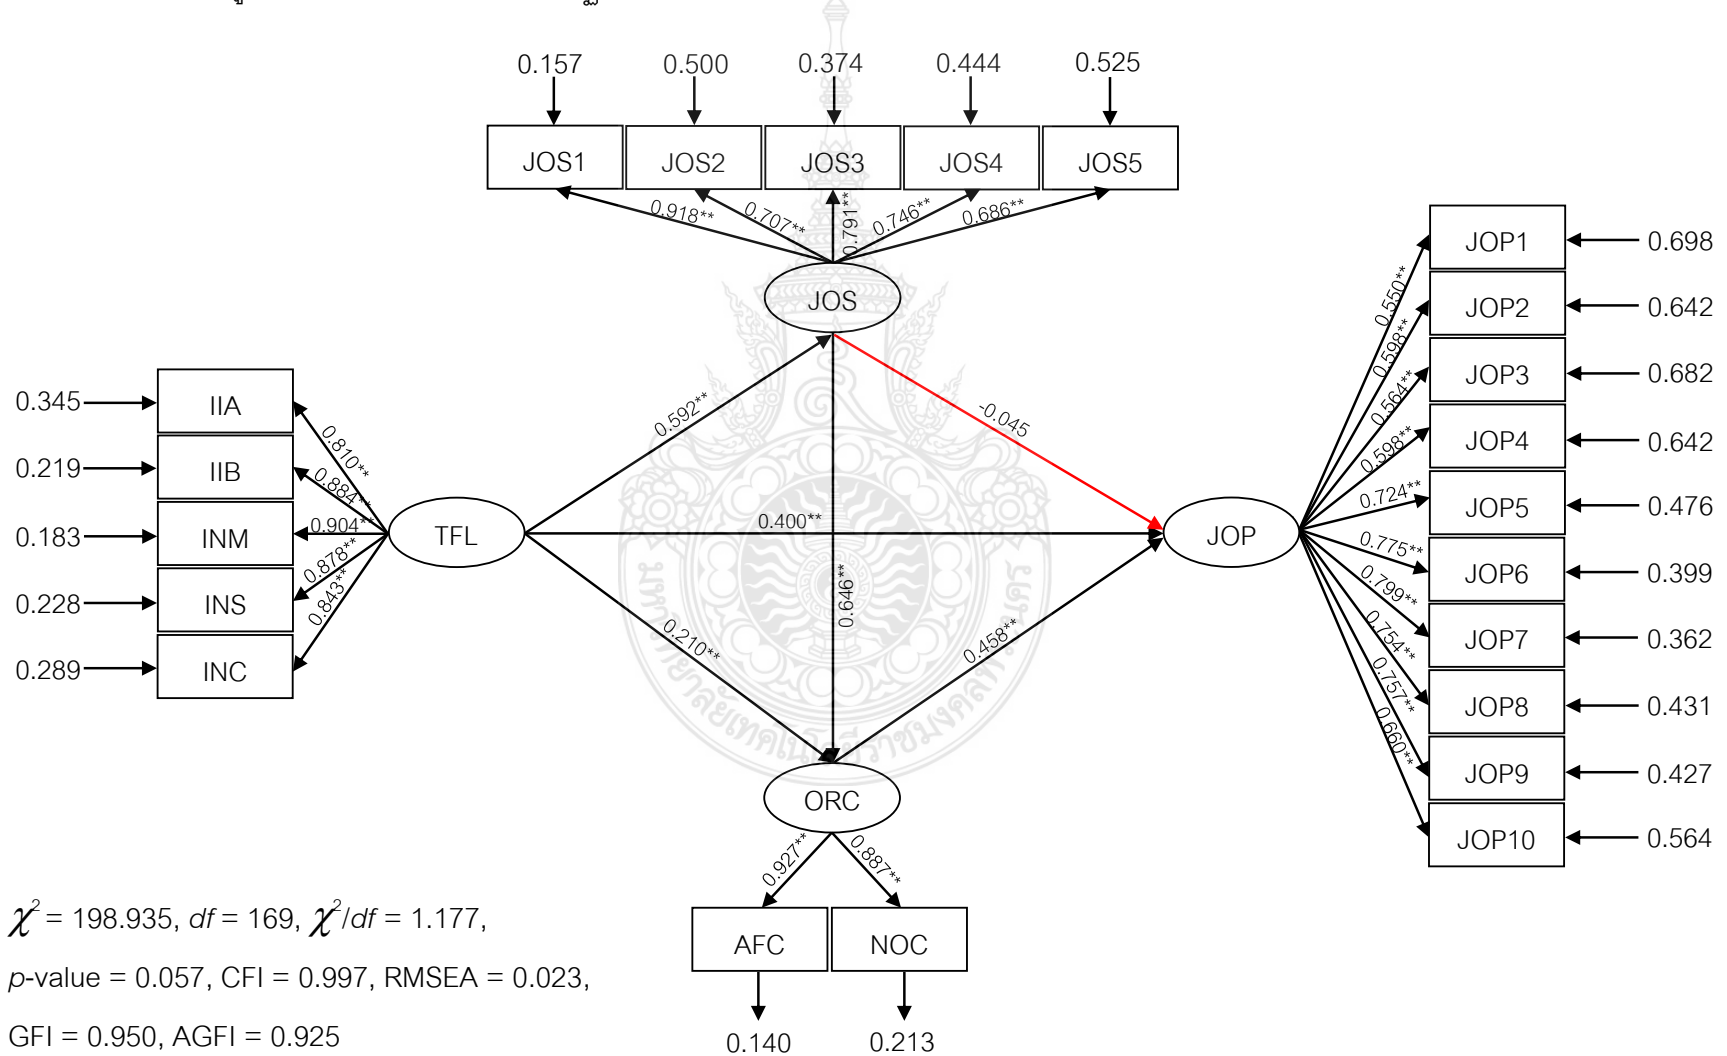 0.157 0.500 0.374 0.444 0.525
JOS1 JOS2 JOS3 JOS4 JOS5
0.918** 0.707** 0.791** 0.746** 0.686**
JOS
0.345 IIA 0.810**
0.219 IIB 0.884**
0.183 INM 0.904**
0.228 INS 0.878**
0.289 INC 0.843**
TFL
0.592**
-0.045
0.400**
0.646**
0.210**
0.458**
JOP
0.550** JOP1 0.698
0.598** JOP2 0.642
0.564** JOP3 0.682
0.598** JOP4 0.642
0.724** JOP5 0.476
0.775** JOP6 0.399
0.799** JOP7 0.362
0.754** JOP8 0.431
0.757** JOP9 0.427
0.660** JOP10 0.564
ORC
0.927** 0.887**
AFC NOC
0.140 0.213
χ² = 198.935, df = 169, χ²/df = 1.177,
p-value = 0.057, CFI = 0.997, RMSEA = 0.023,
GFI = 0.950, AGFI = 0.925